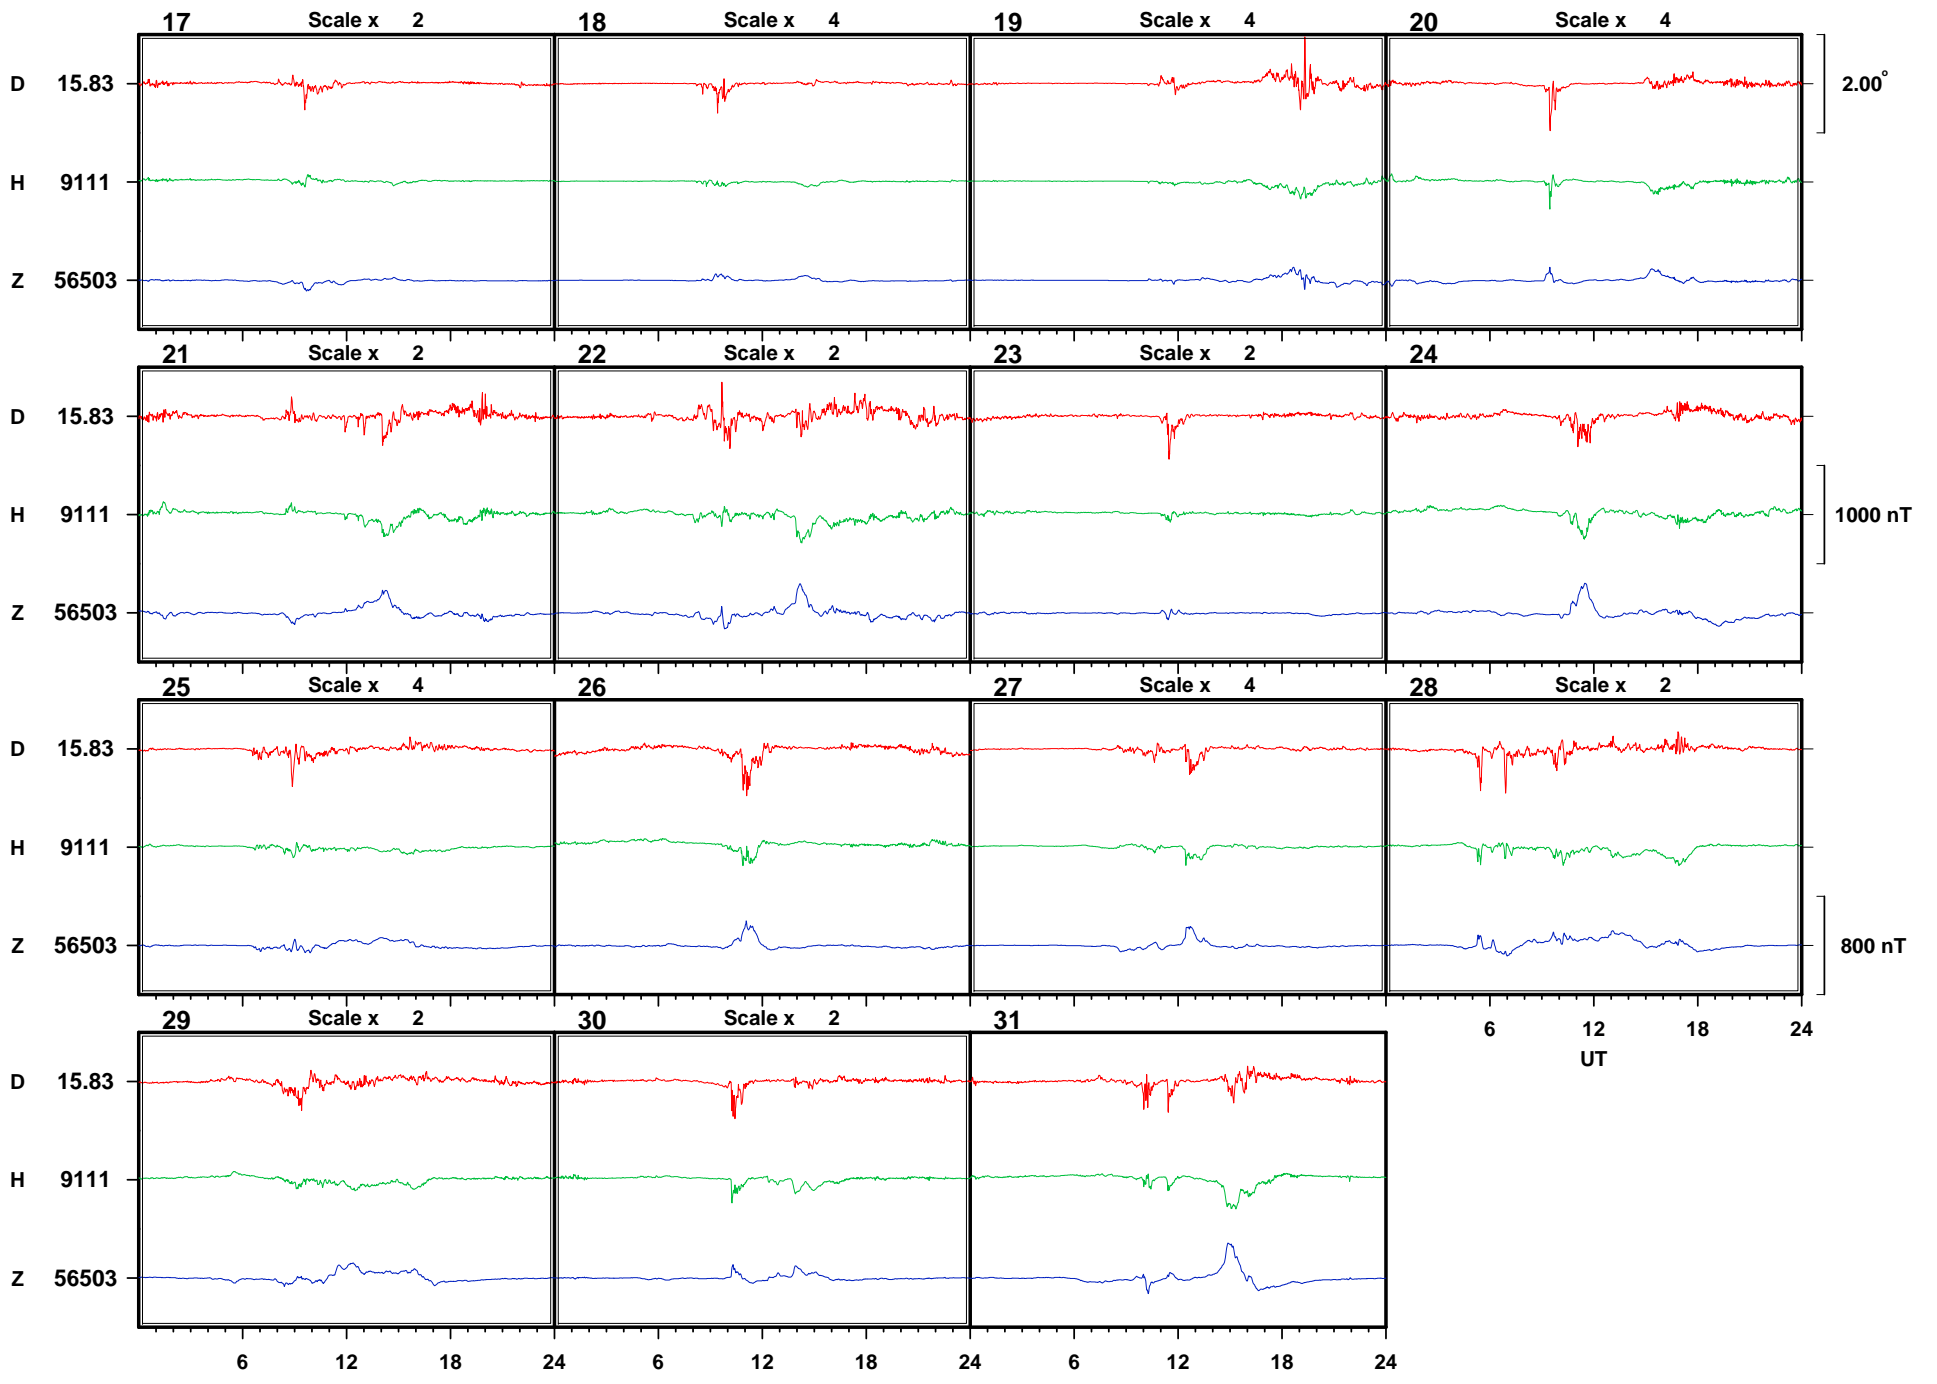 17 Scale x 2 18 Scale x 4 19 Scale x 4 20 Scale x 4
D 15.83 2.00°
H 9111
Z 56503
21 Scale x 2 22 Scale x 2 23 Scale x 2 24
D 15.83
H 9111 1000 nT
Z 56503
25 Scale x 4 26 27 Scale x 4 28 Scale x 2
D 15.83
H 9111
Z 56503 800 nT
6 12 18 24
UT
29 Scale x 2 30 Scale x 2 31
D 15.83
H 9111
Z 56503
6 12 18 24 6 12 18 24 6 12 18 24